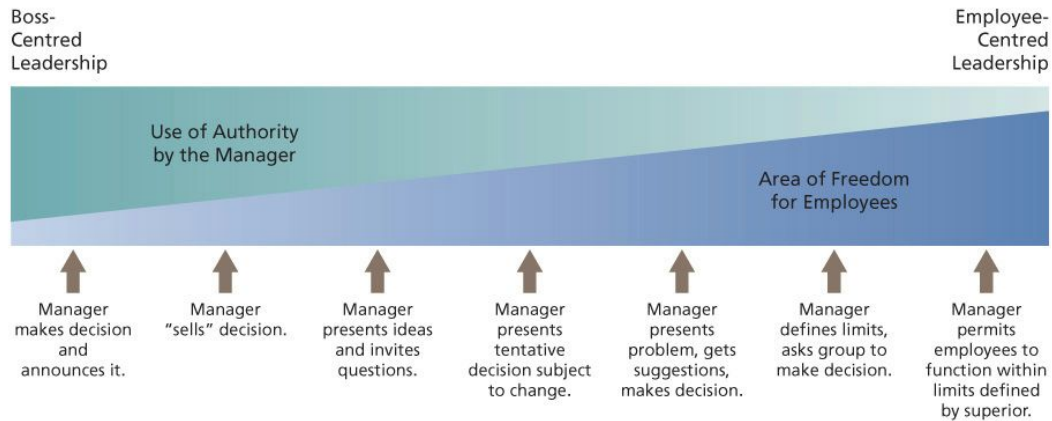 Boss-
Centred
Leadership
Employee-
Centred
Leadership
Use of Authority
by the Manager
Area of Freedom
for Employees
Manager
makes decision
and
announces it.
Manager
“sells” decision.
Manager
presents ideas
and invites
questions.
Manager
presents
tentative
decision subject
to change.
Manager
presents
problem, gets
suggestions,
makes decision.
Manager
defines limits,
asks group to
make decision.
Manager
permits
employees to
function within
limits defined
by superior.